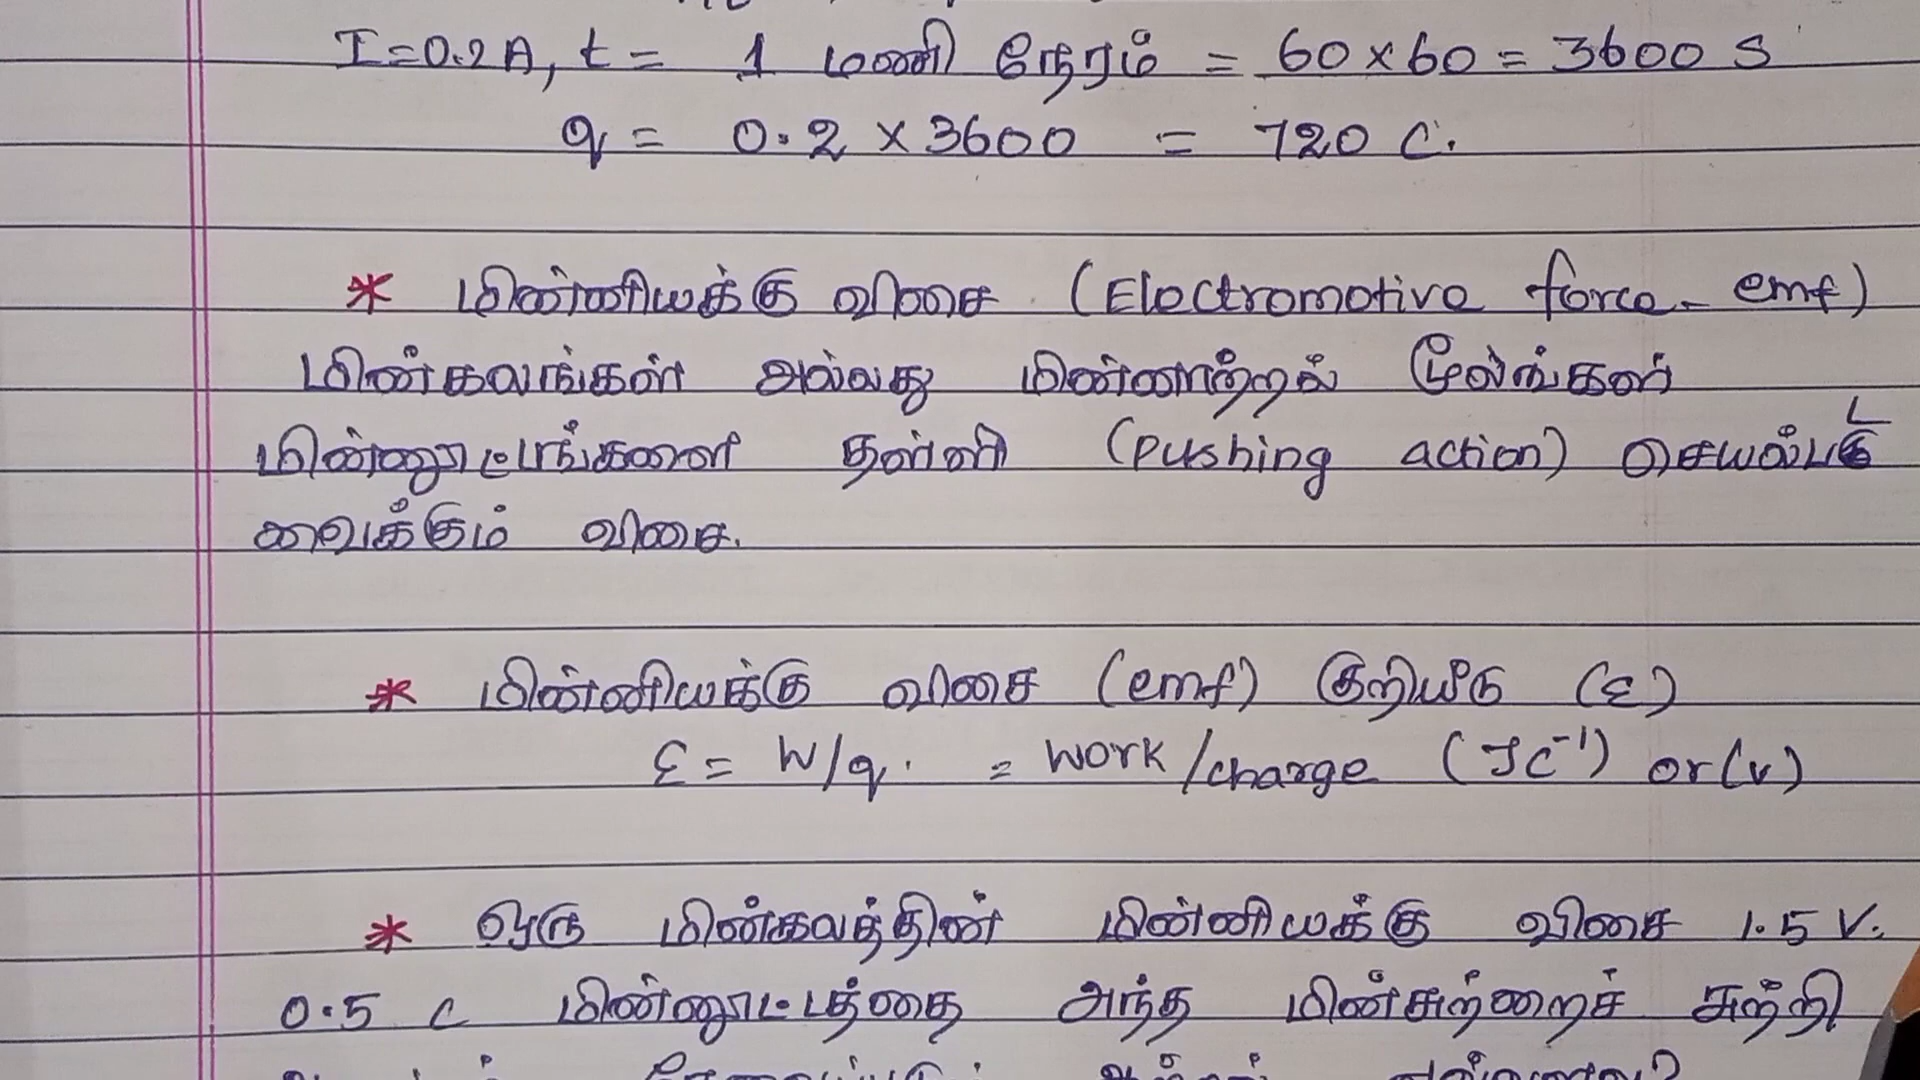 I = 0.2 A, t = 1 மணி நேரம் = 60 × 60 = 3600 S
q = 0.2 × 3600 = 720 C.
* மின்னியக்கு விசை (Electromotive force - emf)
மின்கலங்கள் அல்லது மின்னாற்றல் மூலங்கள்
மின்னூட்டங்களை தள்ளி (pushing action) செயல்பட
வைக்கும் விசை.
* மின்னியக்கு விசை (emf) குறியீடு (ε)
ε = W/q. = work/charge (JC⁻¹) or (v)
* ஒரு மின்கலத்தின் மின்னியக்கு விசை 1.5 V.
0.5 C மின்னூட்டத்தை அந்த மின்சுற்றைச் சுற்றி